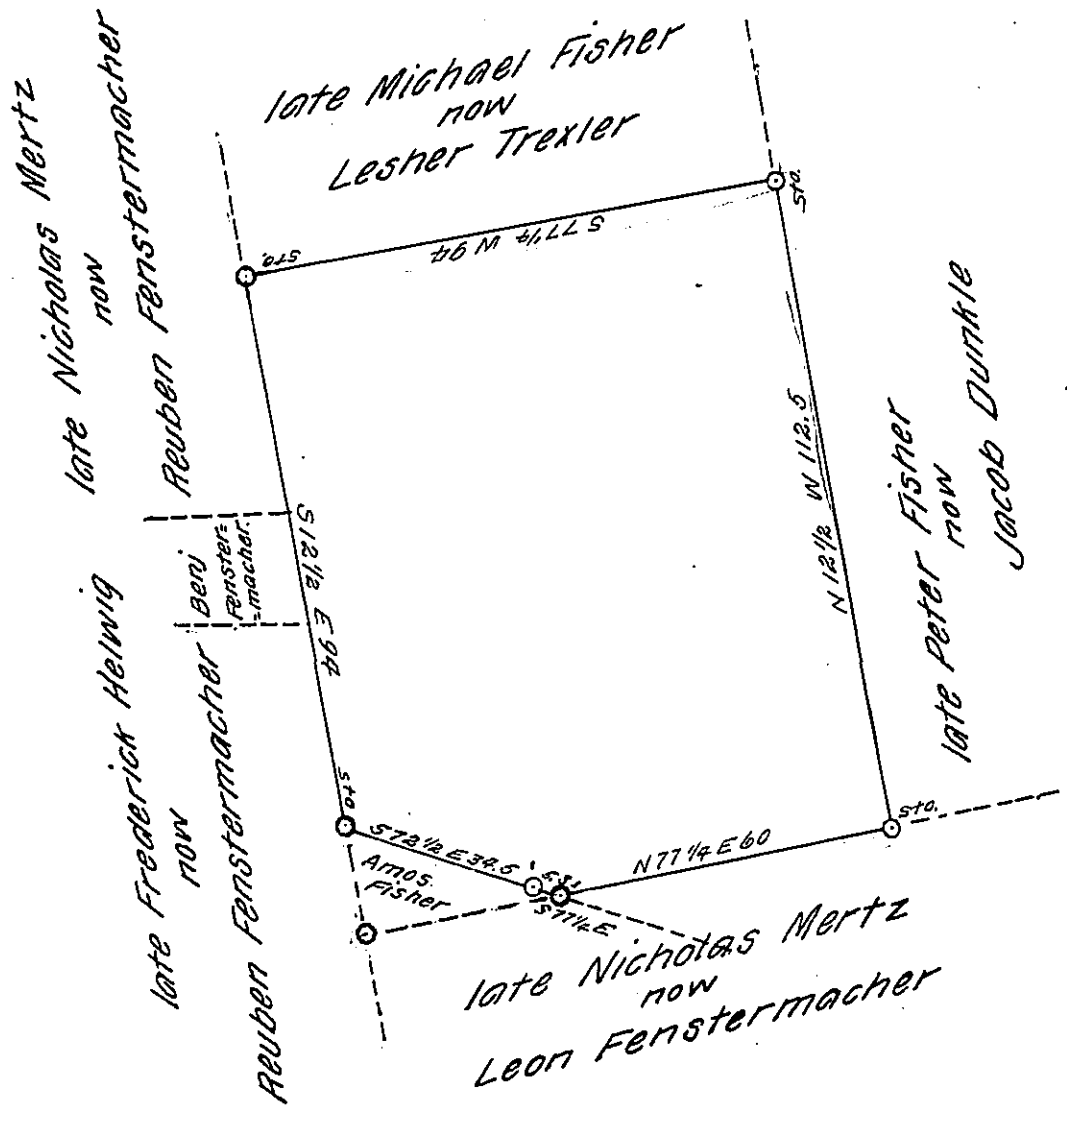 late Michael Fisher
now
Lesher Trexler
late Nicholas Mertz
now
Reuben Fenstermacher
Sto.
Sto.
S 77 1/4 W 94
N 12 1/2 W 112.5
late Peter Fisher
now
Jacob Dunkle
S 12 1/2 E 94
Benj
Fenster=
=macher.
late Frederick Helwig
now
Reuben Fenstermacher
Sto.
Sto.
S 72 1/2 E 34.5
N 77 1/4 E 60
S 77 1/4 E
Amos.
Fisher
late Nicholas Mertz
now
Leon Fenstermacher